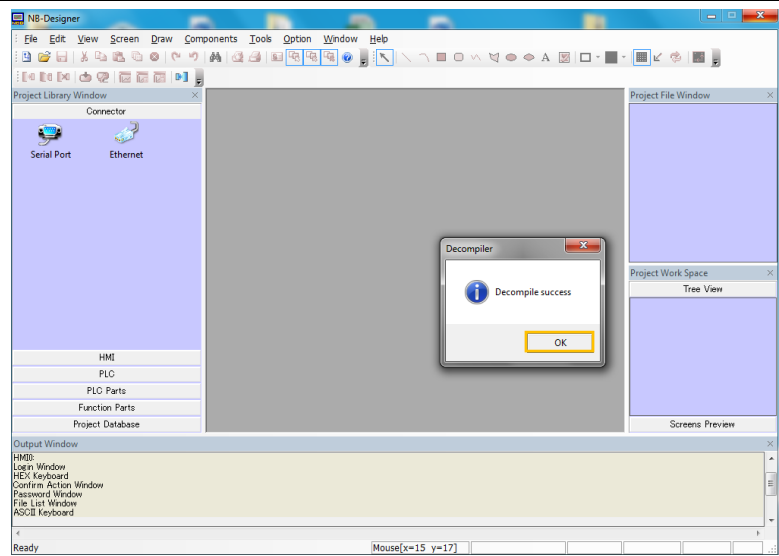 NB-Designer
File Edit View Screen Draw Components Tools Option Window Help
A
Project Library Window
Connector
Serial Port Ethernet
HMI
PLC
PLC Parts
Function Parts
Project Database
Decompiler
Decompile success
OK
Project File Window
Project Work Space
Tree View
Screens Preview
Output Window
HMI0:
Login Window
HEX Keyboard
Confirm Action Window
Password Window
File List Window
ASCII Keyboard
Ready Mouse[x=15 y=17]